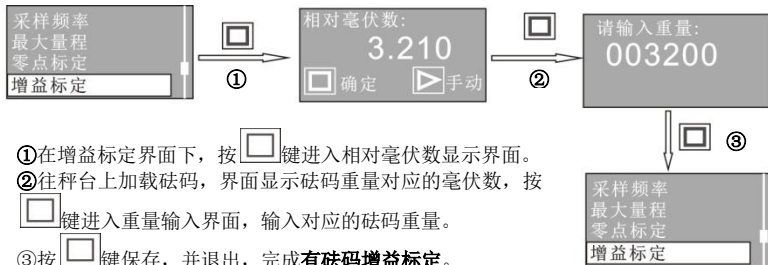 采样频率
最大量程
零点标定
增益标定
①
相对毫伏数:
3.210
确定 手动
②
请输入重量:
003200
③
①在增益标定界面下，按键进入相对毫伏数显示界面。
②往秤台上加载砝码，界面显示砝码重量对应的毫伏数，按
键进入重量输入界面，输入对应的砝码重量。
③按键保存，并退出，完成有砝码增益标定。
采样频率
最大量程
零点标定
增益标定